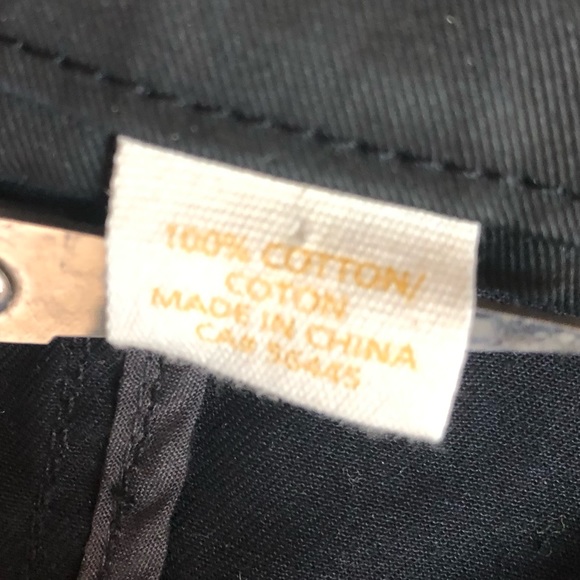 100% COTTON/
COTON
MADE IN CHINA
CA# 56445